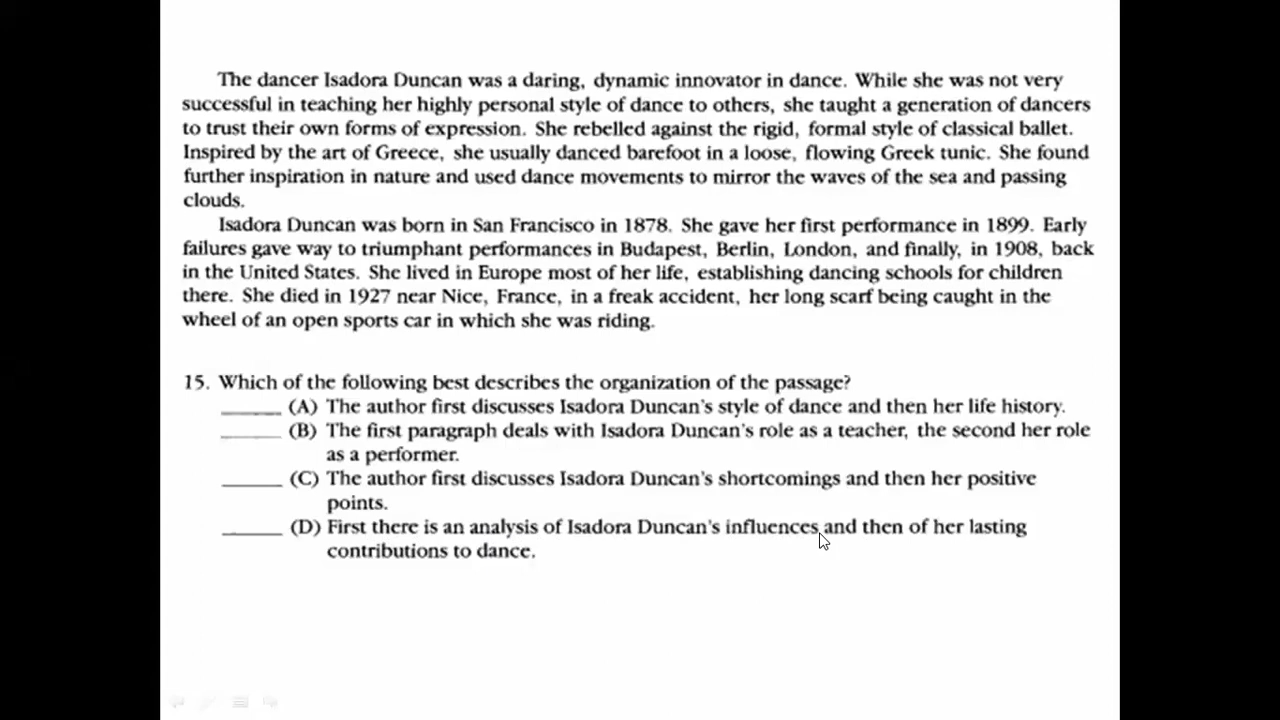 The dancer Isadora Duncan was a daring, dynamic innovator in dance. While she was not very
successful in teaching her highly personal style of dance to others, she taught a generation of dancers
to trust their own forms of expression. She rebelled against the rigid, formal style of classical ballet.
Inspired by the art of Greece, she usually danced barefoot in a loose, flowing Greek tunic. She found
further inspiration in nature and used dance movements to mirror the waves of the sea and passing
clouds.
Isadora Duncan was born in San Francisco in 1878. She gave her first performance in 1899. Early
failures gave way to triumphant performances in Budapest, Berlin, London, and finally, in 1908, back
in the United States. She lived in Europe most of her life, establishing dancing schools for children
there. She died in 1927 near Nice, France, in a freak accident, her long scarf being caught in the
wheel of an open sports car in which she was riding.
15. Which of the following best describes the organization of the passage?
______ (A) The author first discusses Isadora Duncan's style of dance and then her life history.
______ (B) The first paragraph deals with Isadora Duncan's role as a teacher, the second her role
as a performer.
______ (C) The author first discusses Isadora Duncan's shortcomings and then her positive
points.
______ (D) First there is an analysis of Isadora Duncan's influences and then of her lasting
contributions to dance.